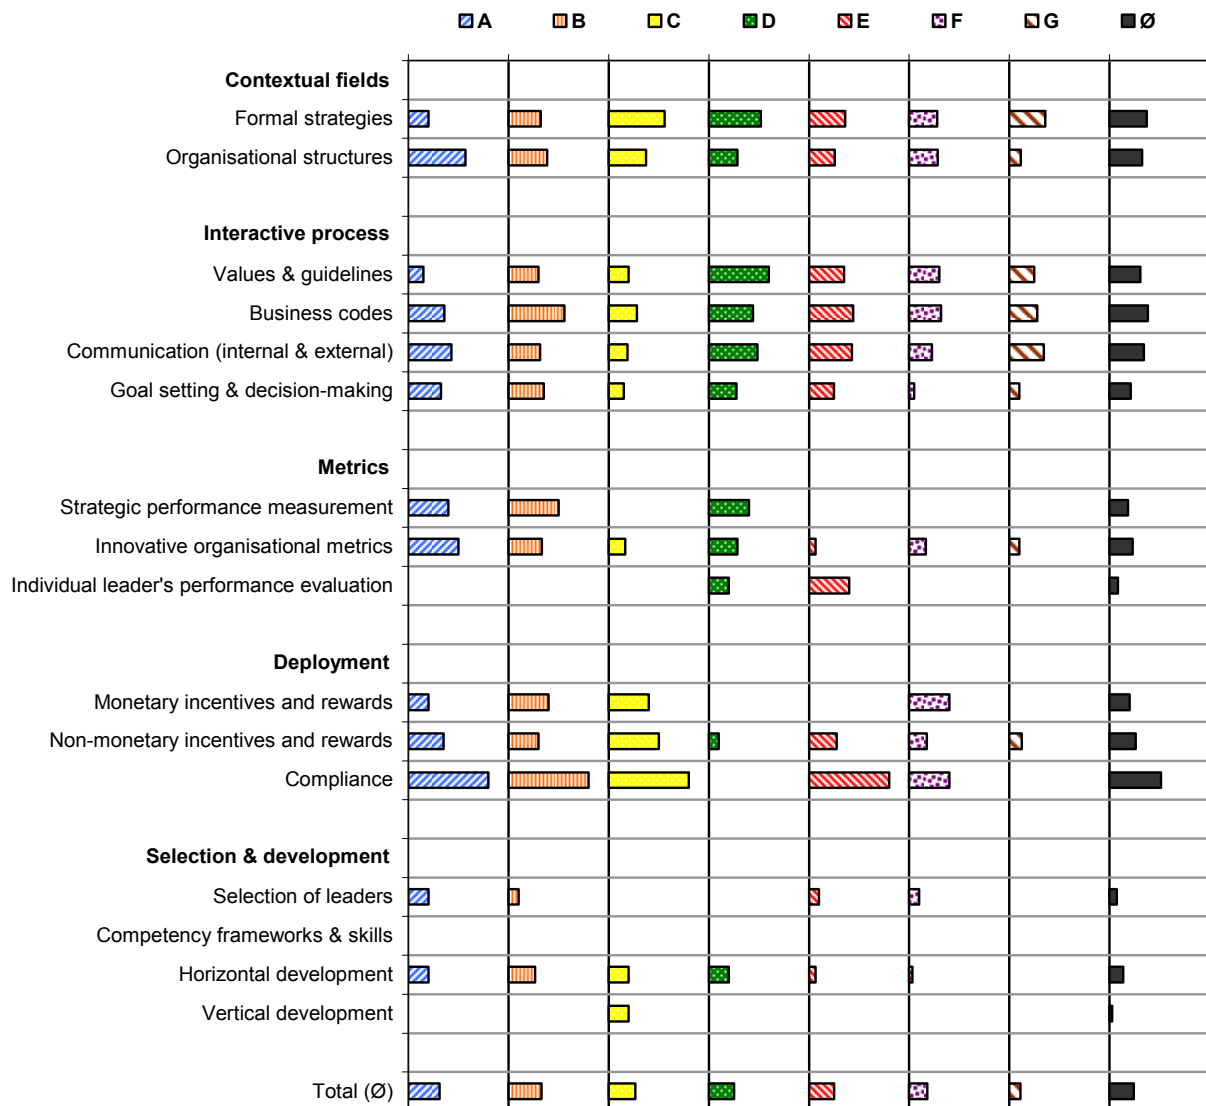 A B C D E F G Ø
Contextual fields
Formal strategies
Organisational structures
Interactive process
Values & guidelines
Business codes
Communication (internal & external)
Goal setting & decision-making
Metrics
Strategic performance measurement
Innovative organisational metrics
Individual leader's performance evaluation
Deployment
Monetary incentives and rewards
Non-monetary incentives and rewards
Compliance
Selection & development
Selection of leaders
Competency frameworks & skills
Horizontal development
Vertical development
Total (Ø)